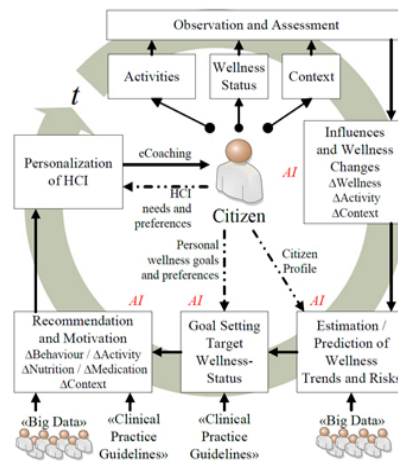 Observation and Assessment
Activities
Wellness
Status
Context
t
Personalization
of HCI
eCoaching
HCI
needs and
preferences
Citizen
AI
Influences and Wellness
Changes
ΔWellness
ΔActivity
ΔContext
Personal
wellness goals
and preferences
Citizen
Profile
AI
AI
AI
Recommendation
and Motivation
ΔBehaviour / ΔActivity
ΔNutrition / ΔMedication
ΔContext
Goal Setting
Target
Wellness-
Status
Estimation /
Prediction of
Wellness
Trends and Risks
«Big Data»
«Clinical
Practice
Guidelines»
«Clinical
Practice
Guidelines»
«Big Data»